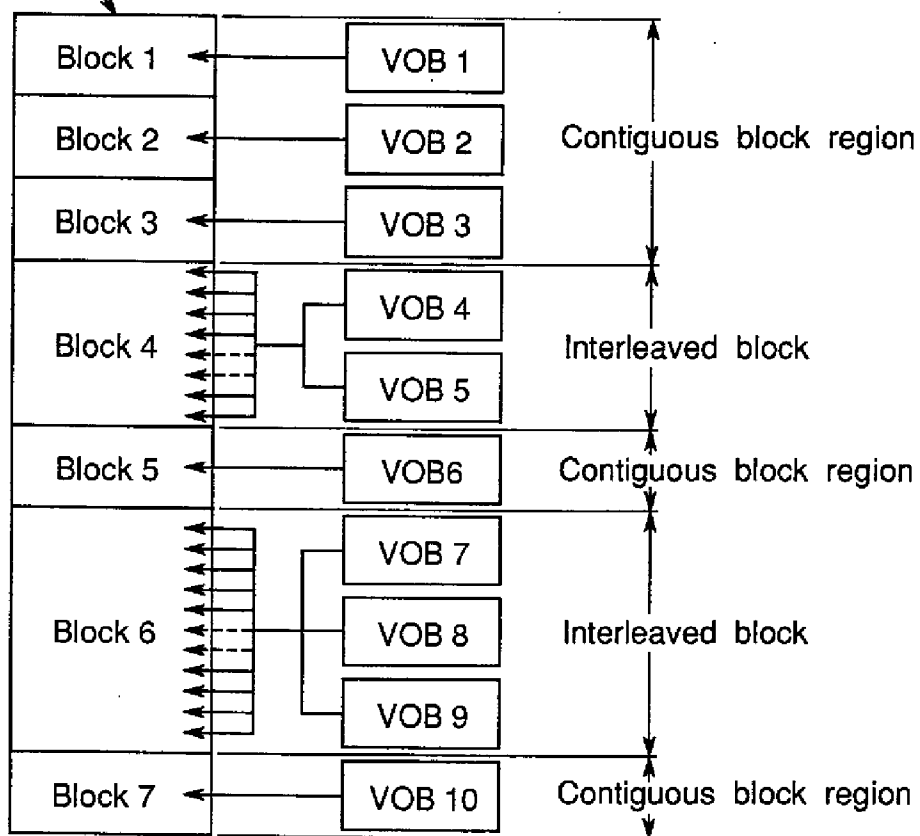 Block 1
VOB 1
Block 2
VOB 2
Contiguous block region
Block 3
VOB 3
Block 4
VOB 4
Interleaved block
VOB 5
Block 5
VOB6
Contiguous block region
Block 6
VOB 7
VOB 8
Interleaved block
VOB 9
Block 7
VOB 10
Contiguous block region